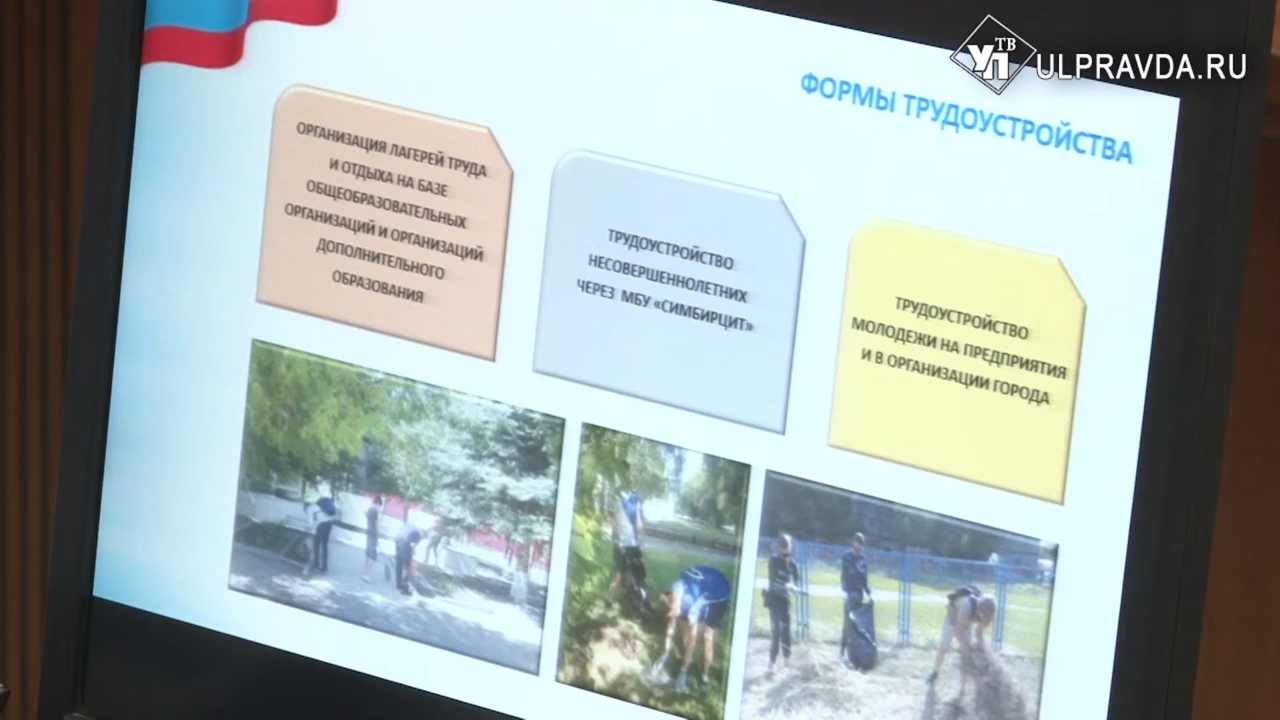 УП ТВ
ULPRAVDA.RU
ФОРМЫ ТРУДОУСТРОЙСТВА
ОРГАНИЗАЦИЯ ЛАГЕРЕЙ ТРУДА
И ОТДЫХА НА БАЗЕ
ОБЩЕОБРАЗОВАТЕЛЬНЫХ
ОРГАНИЗАЦИЙ И ОРГАНИЗАЦИЙ
ДОПОЛНИТЕЛЬНОГО
ОБРАЗОВАНИЯ
ТРУДОУСТРОЙСТВО
НЕСОВЕРШЕННОЛЕТНИХ
ЧЕРЕЗ МБУ «СИМБИРЦИТ»
ТРУДОУСТРОЙСТВО
МОЛОДЕЖИ НА ПРЕДПРИЯТИЯ
И В ОРГАНИЗАЦИИ ГОРОДА